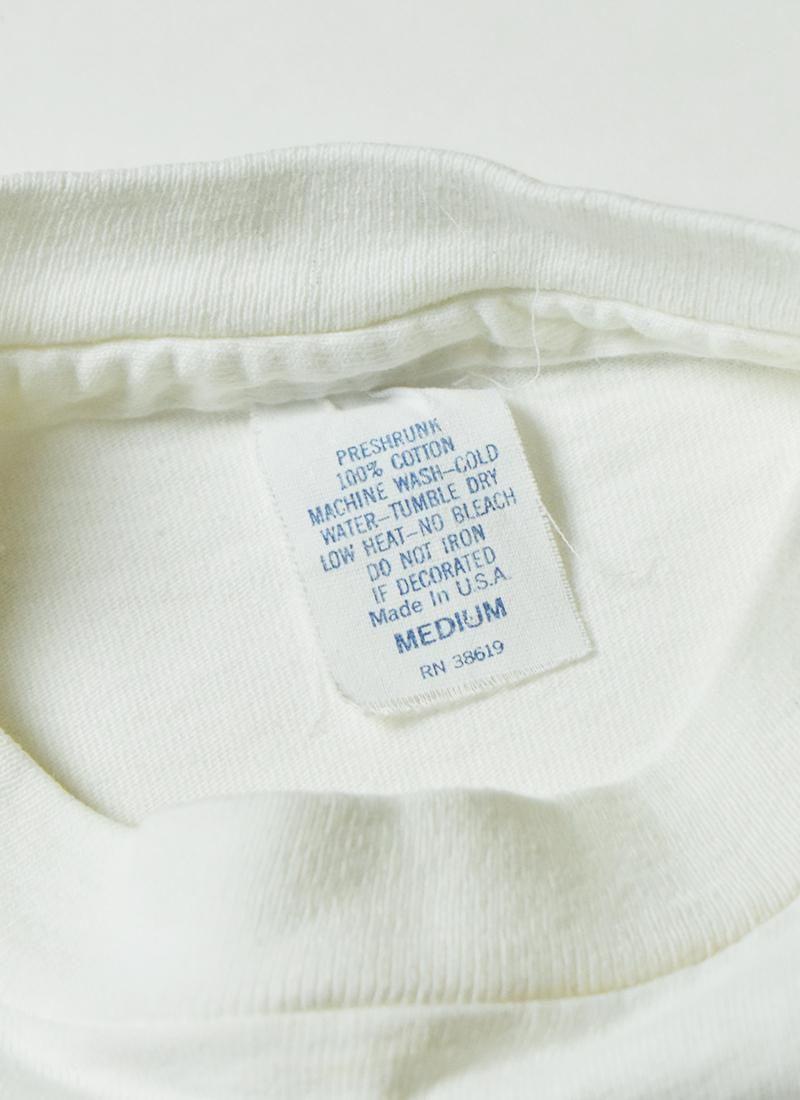 PRESHRUNK
100% COTTON
MACHINE WASH–COLD
WATER–TUMBLE DRY
LOW HEAT–NO BLEACH
DO NOT IRON
IF DECORATED
Made In U.S.A.
MEDIUM
RN 38619